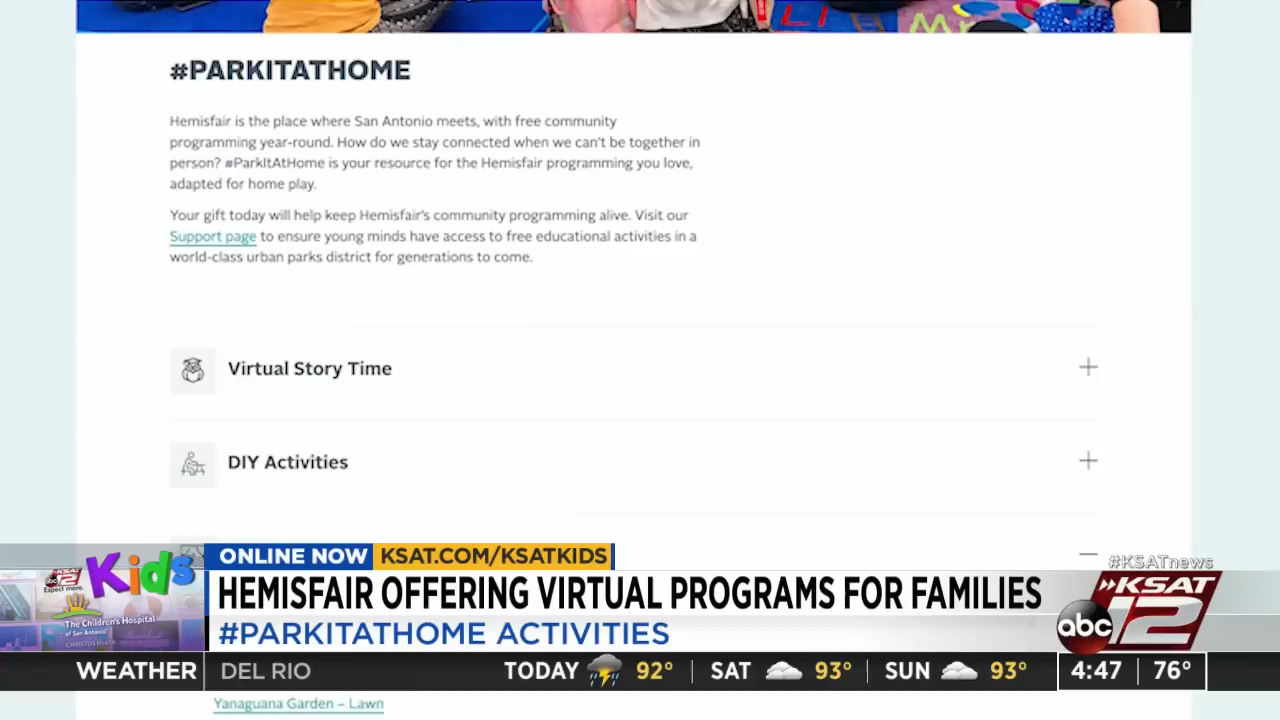 #PARKITATHOME
Hemisfair is the place where San Antonio meets, with free community
programming year-round. How do we stay connected when we can't be together in
person? #ParkItAtHome is your resource for the Hemisfair programming you love,
adapted for home play.
Your gift today will help keep Hemisfair's community programming alive. Visit our
Support page to ensure young minds have access to free educational activities in a
world-class urban parks district for generations to come.
Virtual Story Time
DIY Activities
ONLINE NOW KSAT.COM/KSATKIDS
#KSATnews
Kids
KSAT
12
Expect more.
The Children's Hospital
of San Antonio
CHRISTUS Health
HEMISFAIR OFFERING VIRTUAL PROGRAMS FOR FAMILIES
#PARKITATHOME ACTIVITIES
abc
KSAT
12
WEATHER DEL RIO TODAY 92° SAT 93° SUN 93° 4:47 76°
Yanaguana Garden – Lawn